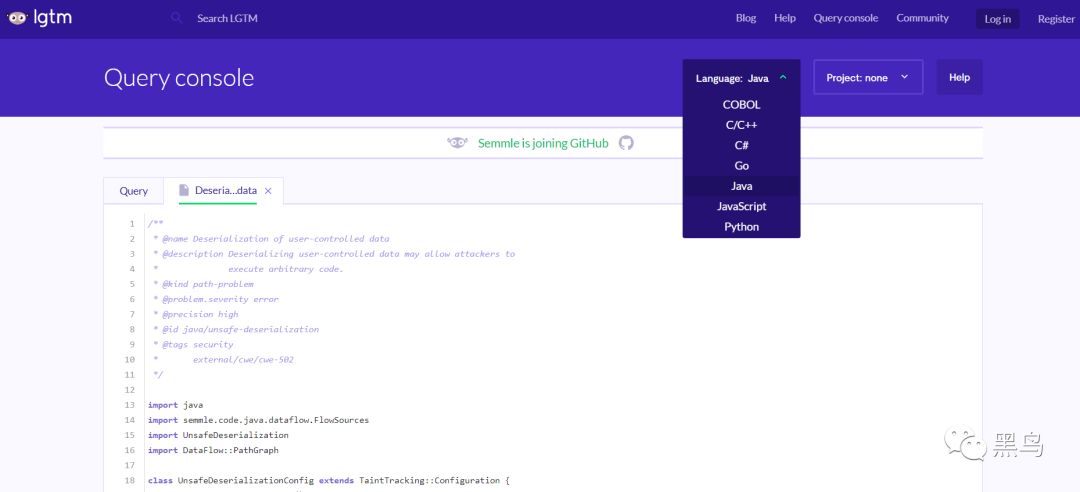 lgtm
Search LGTM
Blog Help Query console Community Log in Register
Query console
Language: Java Project: none Help
COBOL
C/C++
C#
Go
Java
JavaScript
Python
Semmle is joining GitHub
Query Deseria...data ×
1 /**
2 * @name Deserialization of user-controlled data
3 * @description Deserializing user-controlled data may allow attackers to
4 * execute arbitrary code.
5 * @kind path-problem
6 * @problem.severity error
7 * @precision high
8 * @id java/unsafe-deserialization
9 * @tags security
10 * external/cwe/cwe-502
11 */
12
13 import java
14 import semmle.code.java.dataflow.FlowSources
15 import UnsafeDeserialization
16 import DataFlow::PathGraph
17
18 class UnsafeDeserializationConfig extends TaintTracking::Configuration {
黑鸟